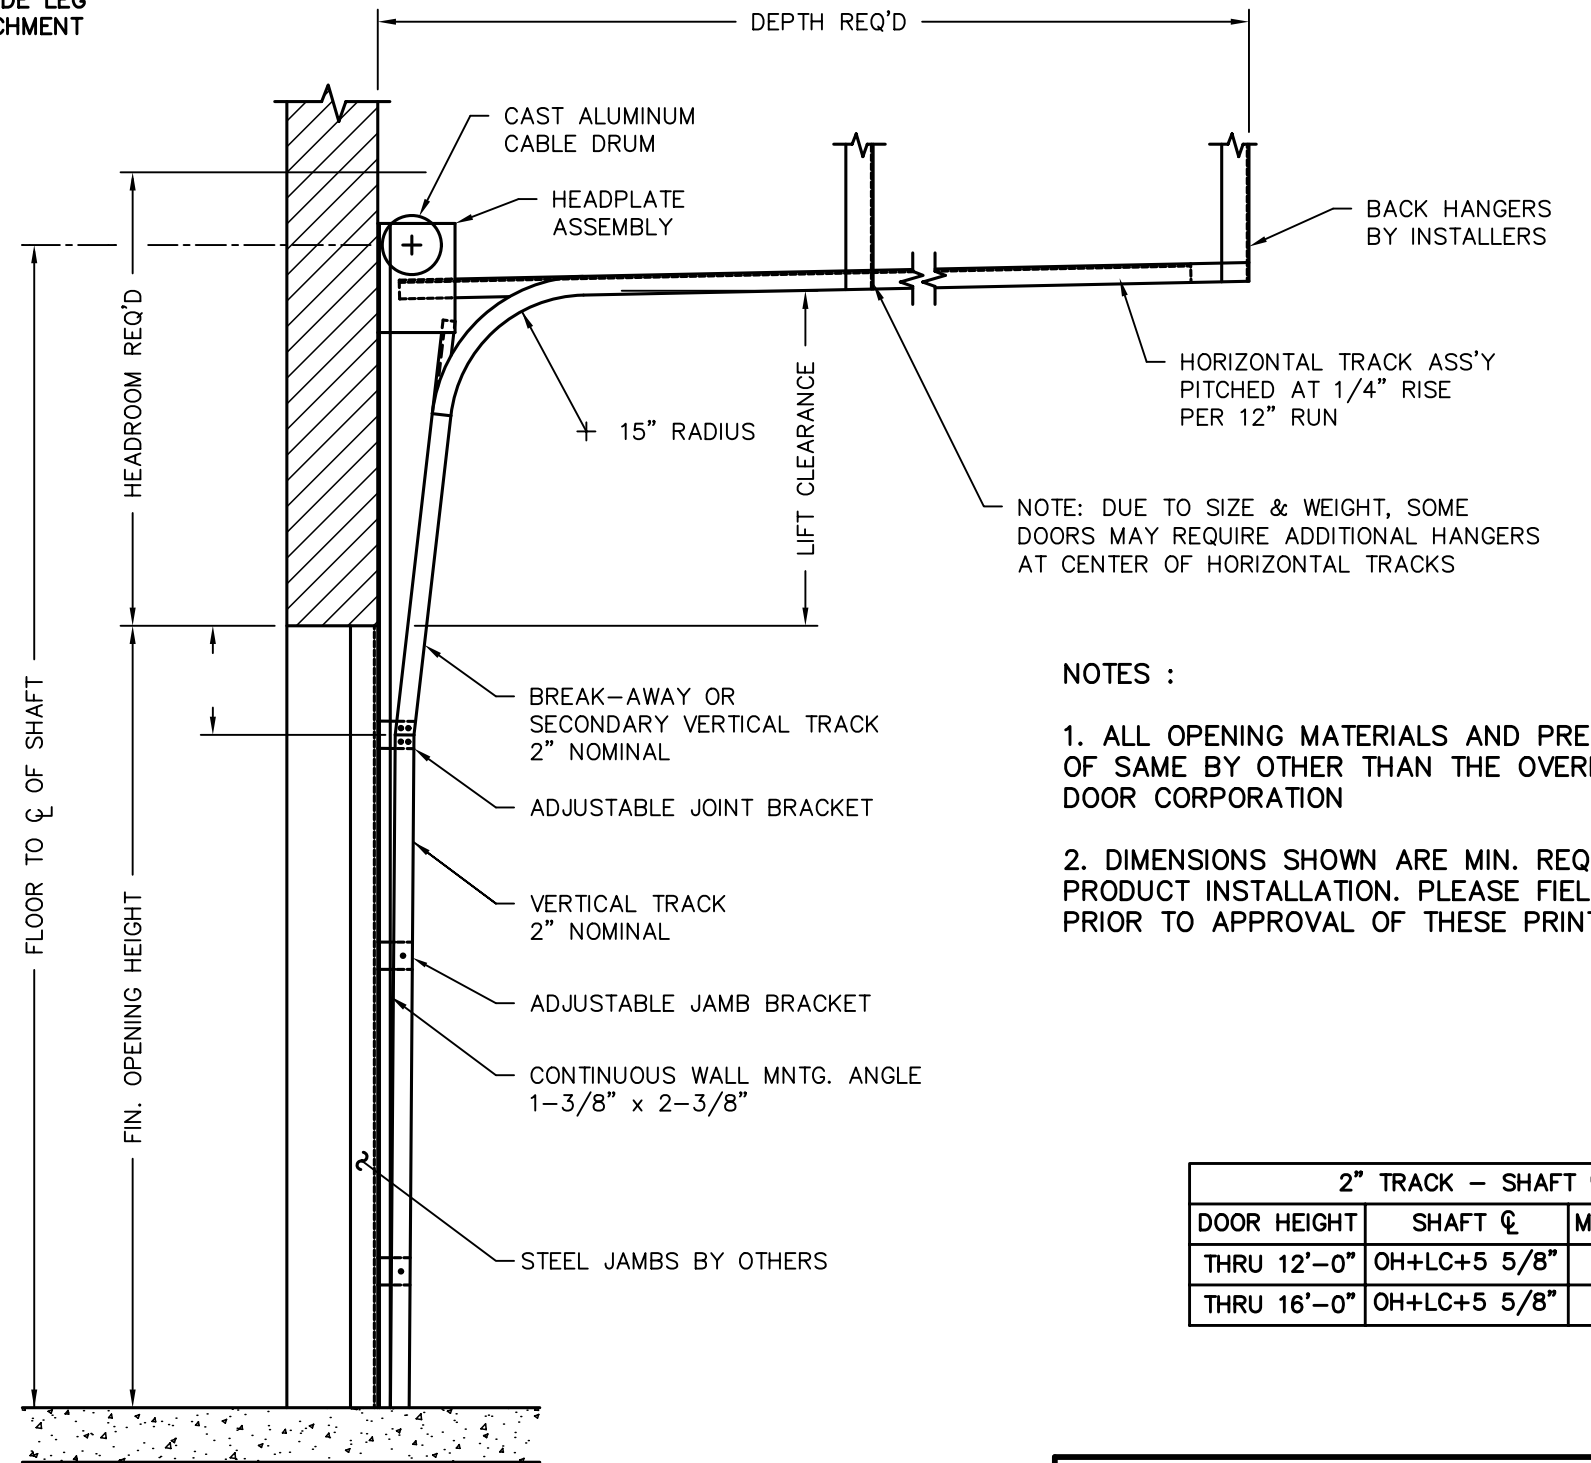 DEPTH REQ'D
CAST ALUMINUM
CABLE DRUM
HEADPLATE
ASSEMBLY
BACK HANGERS
BY INSTALLERS
HEADROOM REQ'D
HORIZONTAL TRACK ASS'Y
PITCHED AT 1/4" RISE
PER 12" RUN
15" RADIUS
LIFT CLEARANCE
NOTE: DUE TO SIZE & WEIGHT, SOME
DOORS MAY REQUIRE ADDITIONAL HANGERS
AT CENTER OF HORIZONTAL TRACKS
FLOOR TO ℄ OF SHAFT
FIN. OPENING HEIGHT
BREAK-AWAY OR
SECONDARY VERTICAL TRACK
2" NOMINAL
ADJUSTABLE JOINT BRACKET
VERTICAL TRACK
2" NOMINAL
ADJUSTABLE JAMB BRACKET
CONTINUOUS WALL MNTG. ANGLE
1-3/8" x 2-3/8"
STEEL JAMBS BY OTHERS
NOTES :
1. ALL OPENING MATERIALS AND
OF SAME BY OTHER THAN THE
DOOR CORPORATION
2. DIMENSIONS SHOWN ARE MIN.
PRODUCT INSTALLATION. PLEASE
PRIOR TO APPROVAL OF THESE
2" TRACK - SHAFT
DOOR HEIGHT SHAFT ℄
THRU 12'-0" OH+LC+5 5/8"
THRU 16'-0" OH+LC+5 5/8"